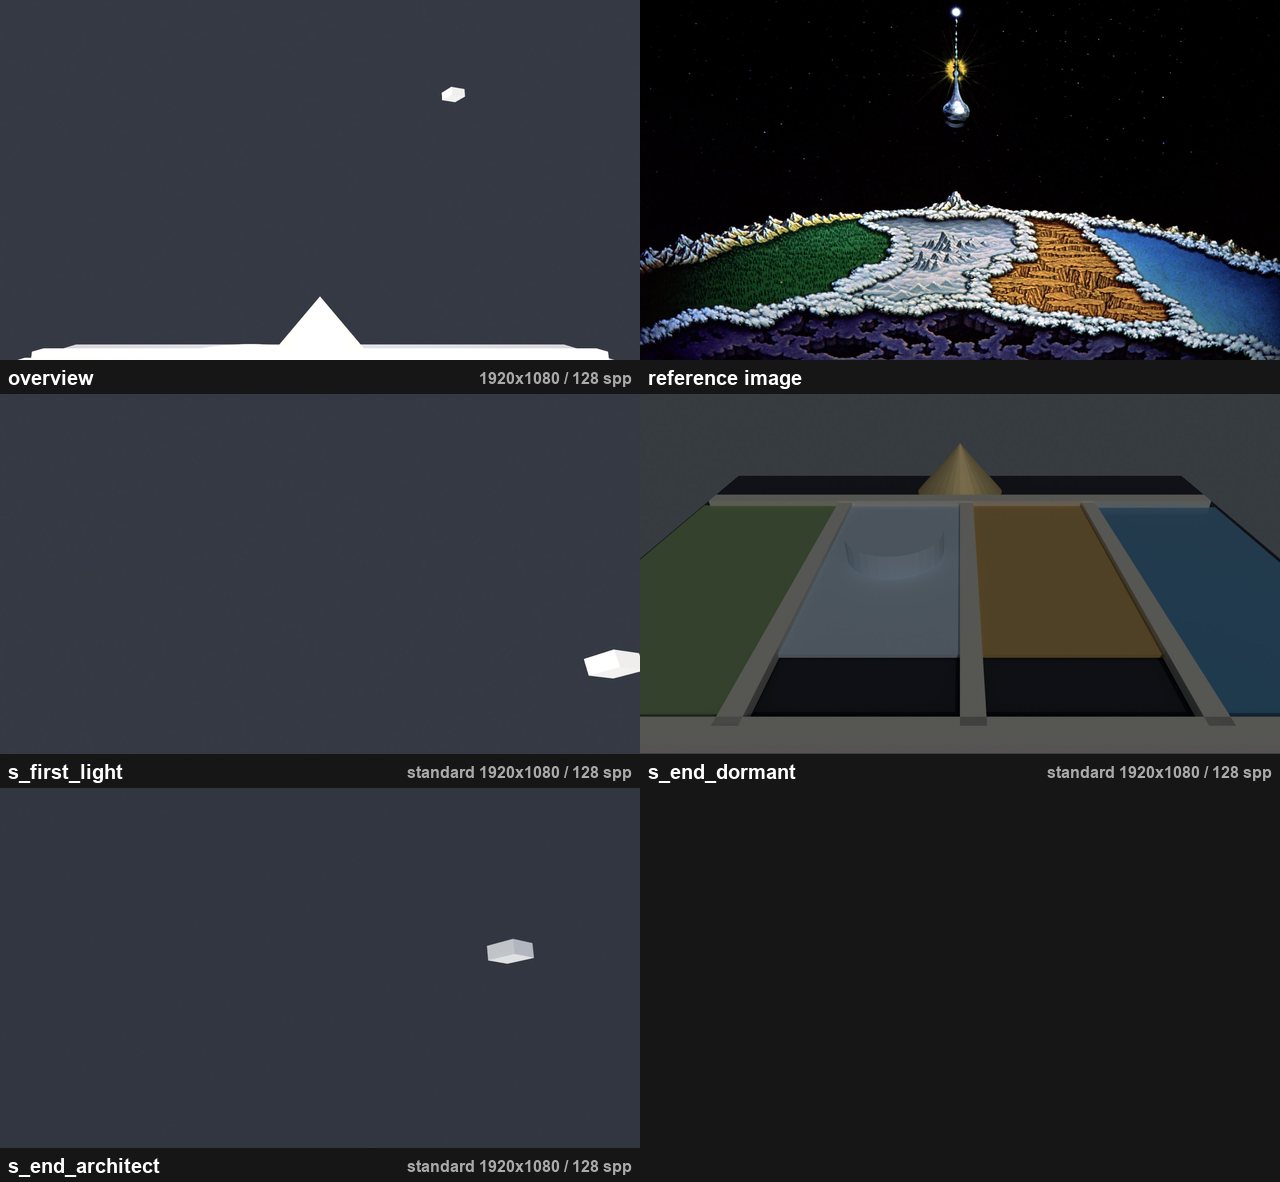 overview 1920x1080 / 128 spp
reference image
s_first_light standard 1920x1080 / 128 spp
s_end_dormant standard 1920x1080 / 128 spp
s_end_architect standard 1920x1080 / 128 spp